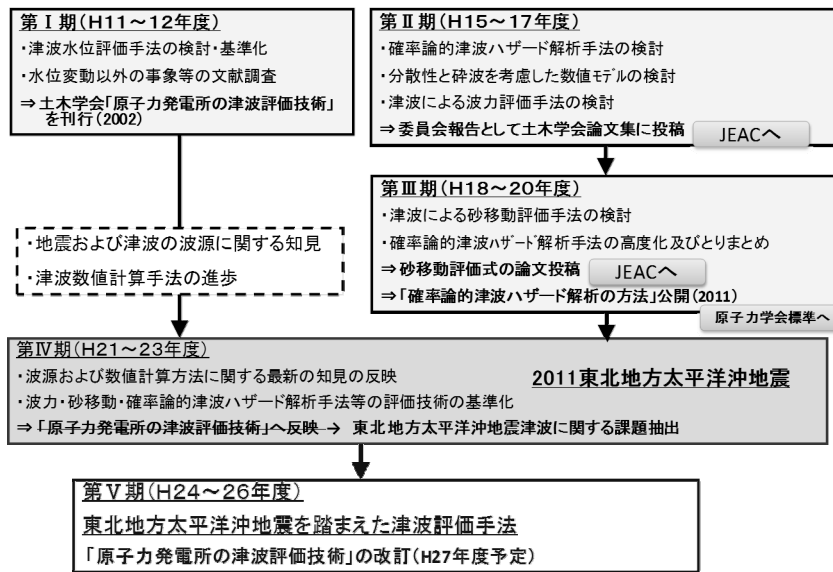 第Ⅰ期(H11～12年度)
・津波水位評価手法の検討・基準化
・水位変動以外の事象等の文献調査
⇒土木学会「原子力発電所の津波評価技術」
を刊行(2002)
第Ⅱ期(H15～17年度)
・確率論的津波ハザード解析手法の検討
・分散性と砕波を考慮した数値ﾓﾃﾞﾙの検討
・津波による波力評価手法の検討
⇒委員会報告として土木学会論文集に投稿
JEACへ
第Ⅲ期(H18～20年度)
・津波による砂移動評価手法の検討
・確率論的津波ﾊｻﾞｰﾄﾞ解析手法の高度化及びとりまとめ
⇒砂移動評価式の論文投稿
JEACへ
⇒「確率論的津波ハザード解析の方法」公開(2011)
原子力学会標準へ
・地震および津波の波源に関する知見
・津波数値計算手法の進歩
第Ⅳ期(H21～23年度)
・波源および数値計算方法に関する最新の知見の反映
2011東北地方太平洋沖地震
・波力・砂移動・確率論的津波ハザード解析手法等の評価技術の基準化
⇒「原子力発電所の津波評価技術」へ反映→ 東北地方太平洋沖地震津波に関する課題抽出
第Ⅴ期(H24～26年度)
東北地方太平洋沖地震を踏まえた津波評価手法
「原子力発電所の津波評価技術」の改訂(H27年度予定)